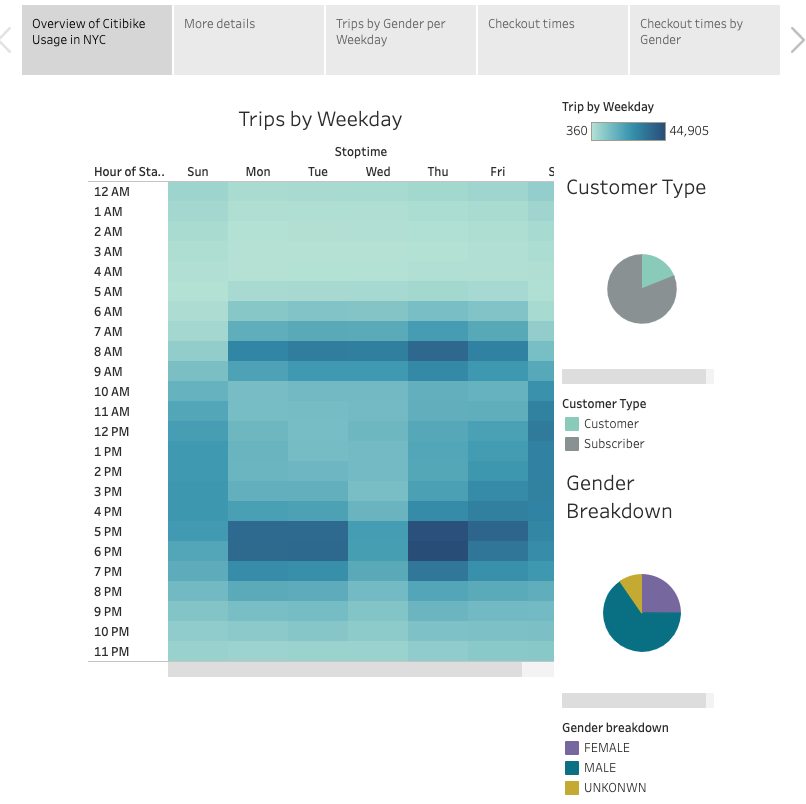 Overview of Citibike
Usage in NYC
More details
Trips by Gender per
Weekday
Checkout times
Checkout times by
Gender
Trips by Weekday
Stoptime
Hour of Sta..
Sun
Mon
Tue
Wed
Thu
Fri
S
12 AM
1 AM
2 AM
3 AM
4 AM
5 AM
6 AM
7 AM
8 AM
9 AM
10 AM
11 AM
12 PM
1 PM
2 PM
3 PM
4 PM
5 PM
6 PM
7 PM
8 PM
9 PM
10 PM
11 PM
Trip by Weekday
360
44,905
Customer Type
Customer Type
Customer
Subscriber
Gender
Breakdown
Gender breakdown
FEMALE
MALE
UNKONWN